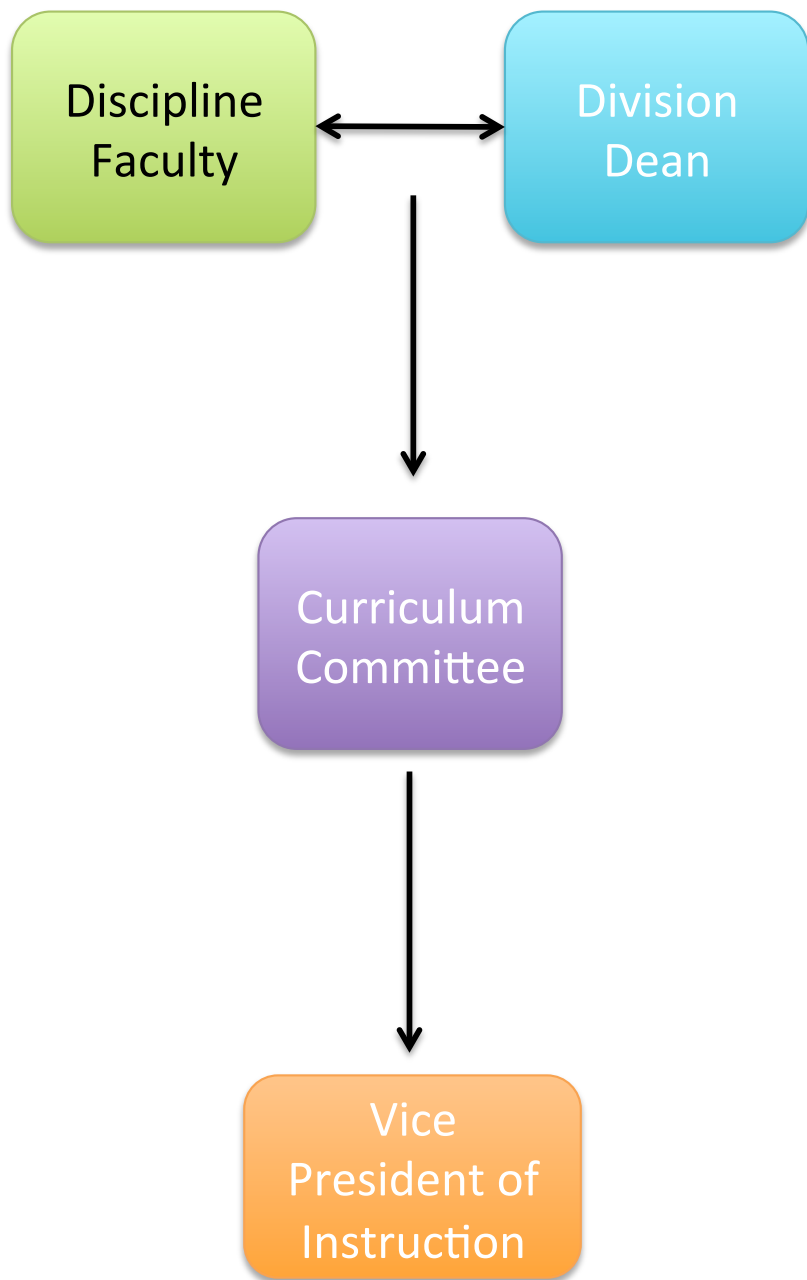 Discipline
Faculty
Division
Dean
Curriculum
Committee
Vice
President of
Instruction